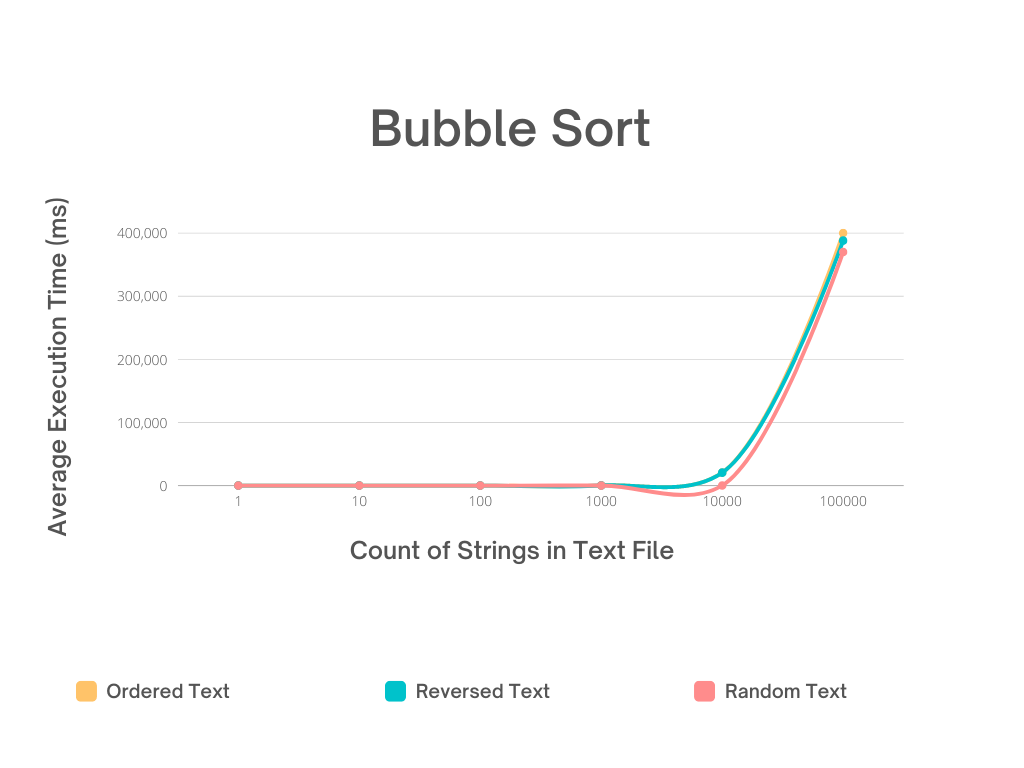 Bubble Sort
Average Execution Time (ms)
400,000
300,000
200,000
100,000
0
1 10 100 1000 10000 100000
Count of Strings in Text File
Ordered Text Reversed Text Random Text